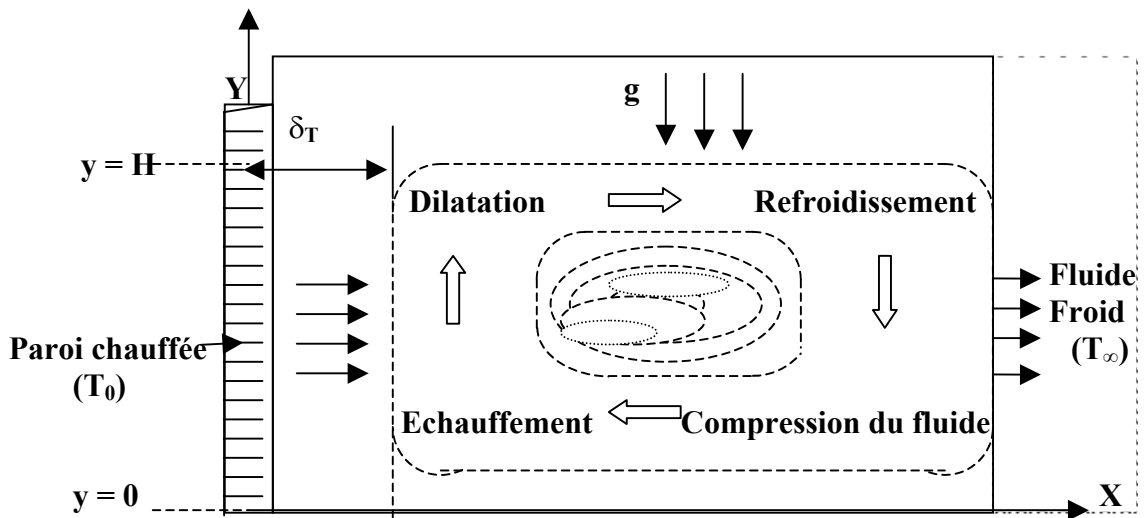 Y
g
δT
y = H
Dilatation
Refroidissement
Fluide
Froid
(T∞)
Paroi chauffée
(T0)
Echauffement
Compression du fluide
y = 0
X